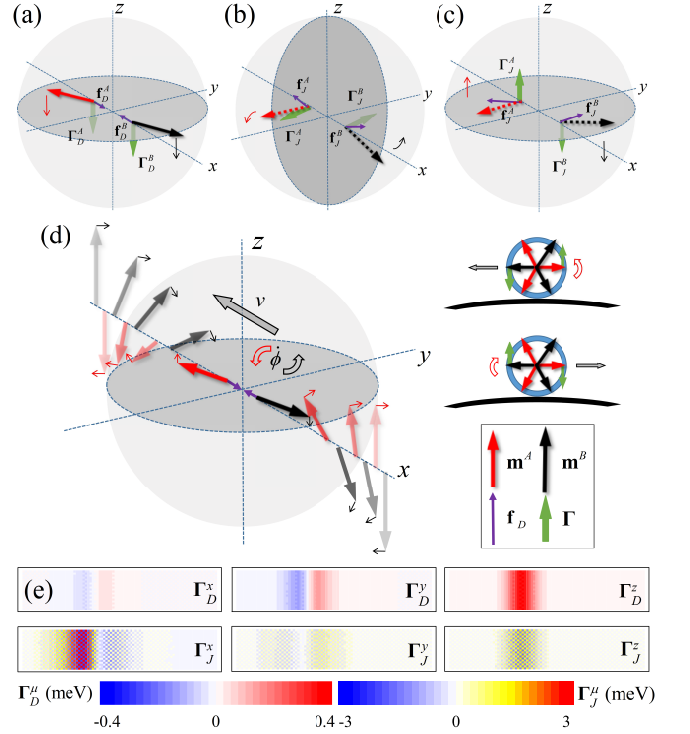 (a)
z
y
x
f_D^A
f_D^B
Γ_D^A
Γ_D^B
(b)
z
y
x
f_J^A
Γ_J^A
Γ_J^B
f_J^B
(c)
z
y
x
Γ_J^A
f_J^A
f_J^B
Γ_J^B
(d)
z
v
y
ϕ̇
x
m^A m^B
f_D Γ
(e)
Γ_D^x Γ_D^y Γ_D^z
Γ_J^x Γ_J^y Γ_J^z
Γ_D^μ (meV) Γ_J^μ (meV)
-0.4 0 0.4 -3 0 3